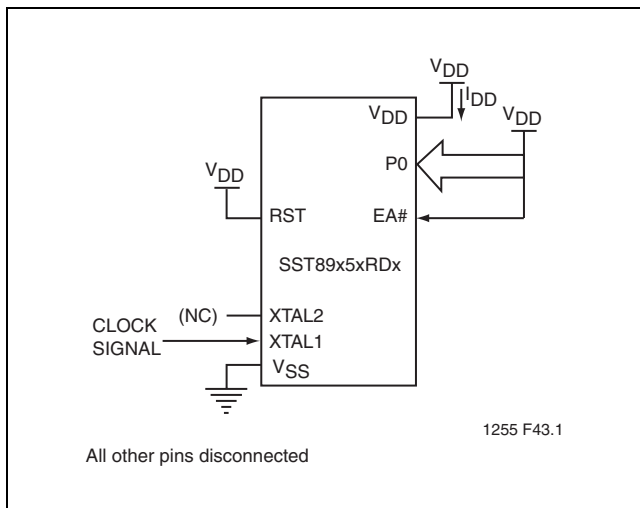 VDD
IDD
VDD
VDD
P0
VDD
RST
EA#
SST89x5xRDx
(NC)
XTAL2
CLOCK
SIGNAL
XTAL1
VSS
1255 F43.1
All other pins disconnected